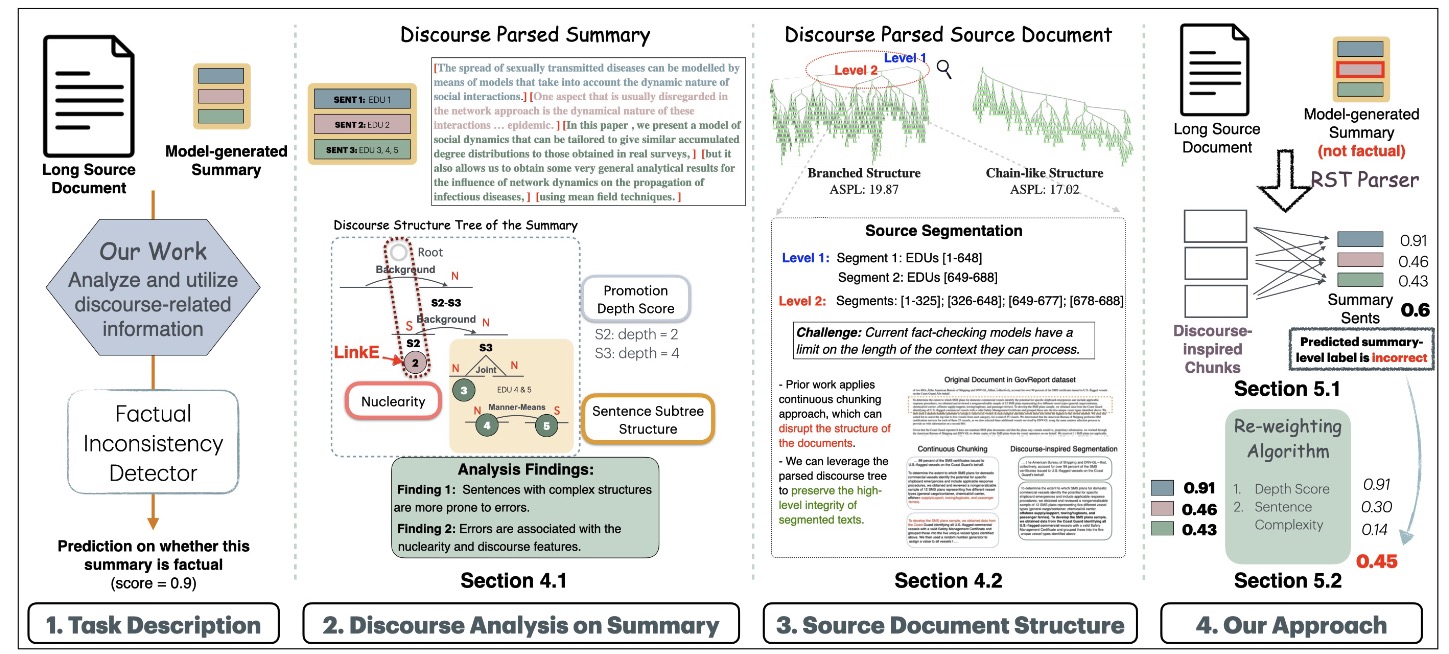 Long Source
Document
Model-generated
Summary
Our Work
Analyze and utilize
discourse-related
information
Factual
Inconsistency
Detector
Prediction on whether this
summary is factual
(score = 0.9)
1. Task Description
Discourse Parsed Summary
SENT 1: EDU 1
SENT 2: EDU 2
SENT 3: EDU 3, 4, 5
[The spread of sexually transmitted diseases can be modelled by
means of models that take into account the dynamic nature of
social interactions.] [One aspect that is usually disregarded in
the network approach is the dynamical nature of these
interactions ... epidemic. ] [In this paper , we present a model of
social dynamics that can be tailored to give similar accumulated
degree distributions to those obtained in real surveys, ] [but it
also allows us to obtain some very general analytical results for
the influence of network dynamics on the propagation of
infectious diseases, ] [using mean field techniques. ]
Discourse Structure Tree of the Summary
Root
Background
N
S2-S3
Background
S
N
S2
S3
LinkE
2
N
N
Joint
3
EDU 4 & 5
Manner-Means
N
S
4
5
Nuclearity
Promotion
Depth Score
S2: depth = 2
S3: depth = 4
Sentence Subtree
Structure
Analysis Findings:
Finding 1: Sentences with complex structures
are more prone to errors.
Finding 2: Errors are associated with the
nuclearity and discourse features.
Section 4.1
2. Discourse Analysis on Summary
Discourse Parsed Source Document
Level 1
Level 2
Branched Structure
ASPL: 19.87
Chain-like Structure
ASPL: 17.02
Source Segmentation
Level 1: Segment 1: EDUs [1-648]
Segment 2: EDUs [649-688]
Level 2: Segments: [1-325]; [326-648]; [649-677]; [678-688]
Challenge: Current fact-checking models have a
limit on the length of the context they can process.
- Prior work applies
continuous chunking
approach, which can
disrupt the structure of
the documents.
- We can leverage the
parsed discourse tree
to preserve the high-
level integrity of
segmented texts.
Original Document in GovReport dataset
Continuous Chunking
Discourse-inspired Segmentation
Section 4.2
3. Source Document Structure
Long Source
Document
Model-generated
Summary
(not factual)
RST Parser
0.91
0.46
0.43
Summary
Sents
0.6
Discourse-
inspired
Chunks
Predicted summary-
level label is incorrect
Section 5.1
Re-weighting
Algorithm
1. Depth Score
2. Sentence
Complexity
0.91
0.46
0.43
0.91
0.30
0.14
0.45
Section 5.2
4. Our Approach